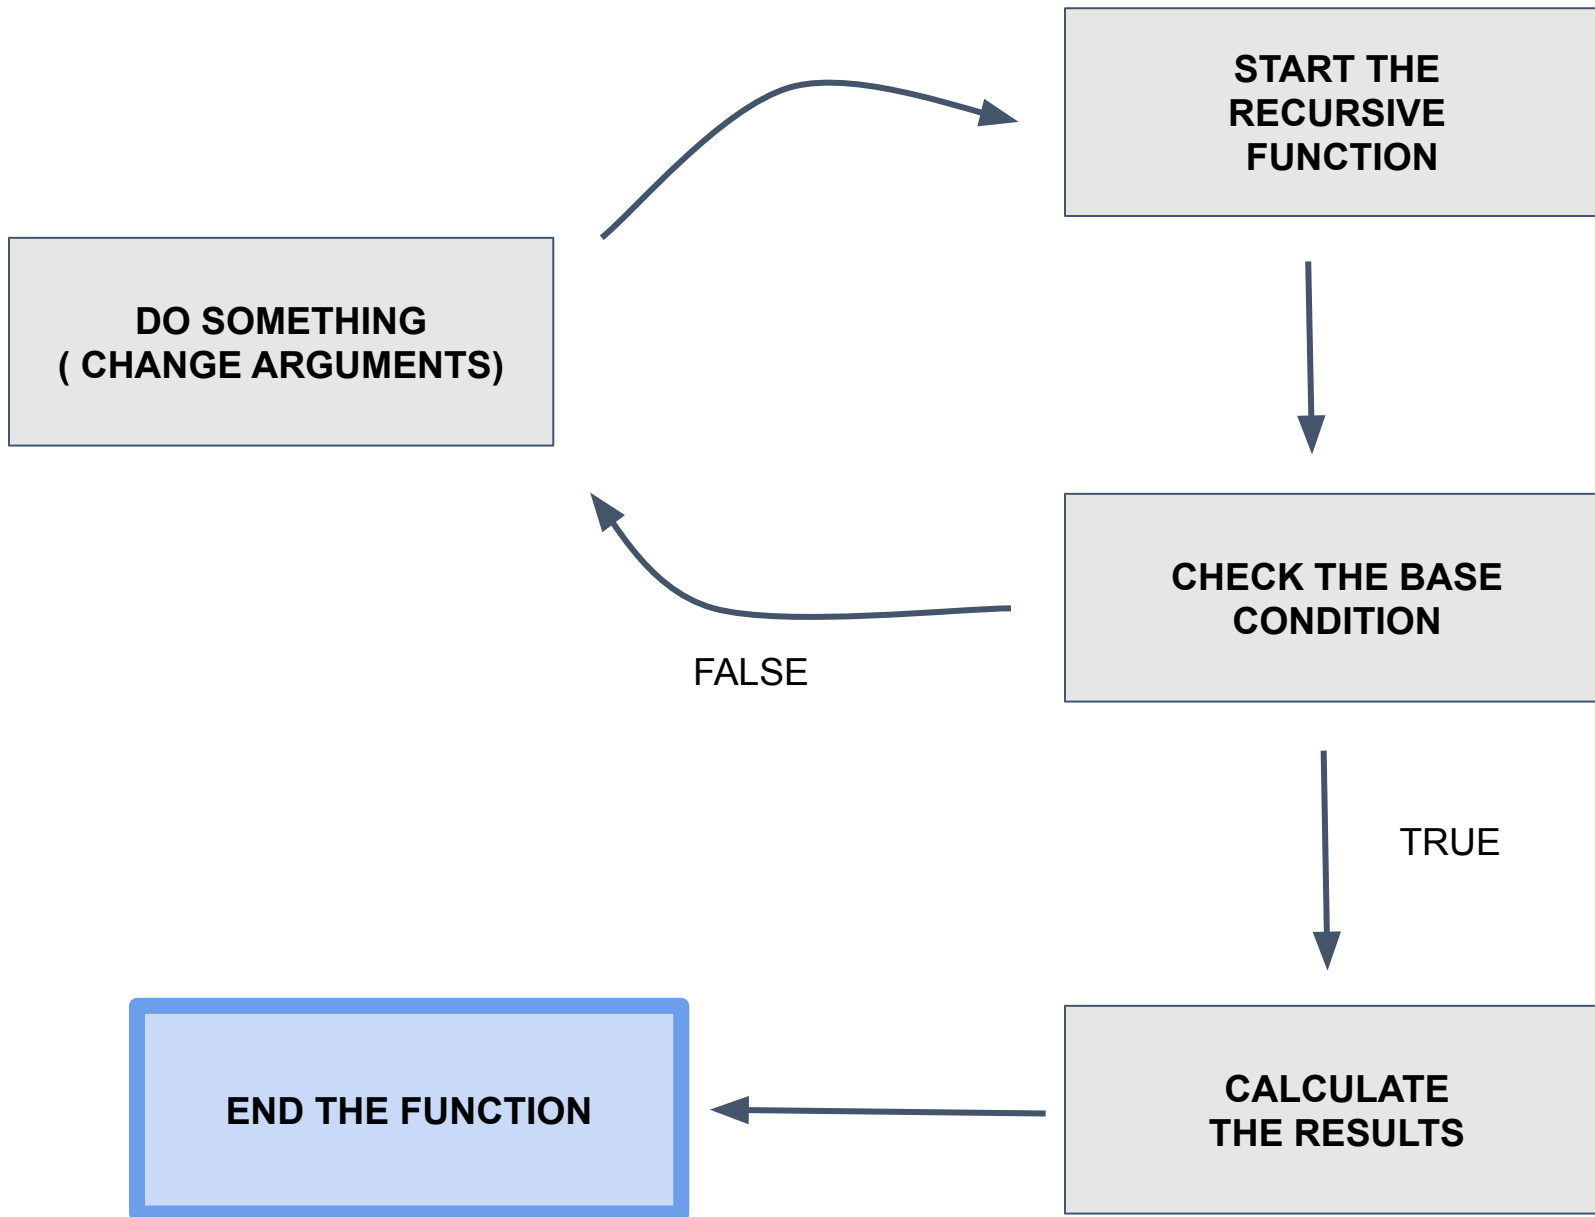 START THE
RECURSIVE
FUNCTION
DO SOMETHING
( CHANGE ARGUMENTS)
CHECK THE BASE
CONDITION
FALSE
TRUE
CALCULATE
THE RESULTS
END THE FUNCTION